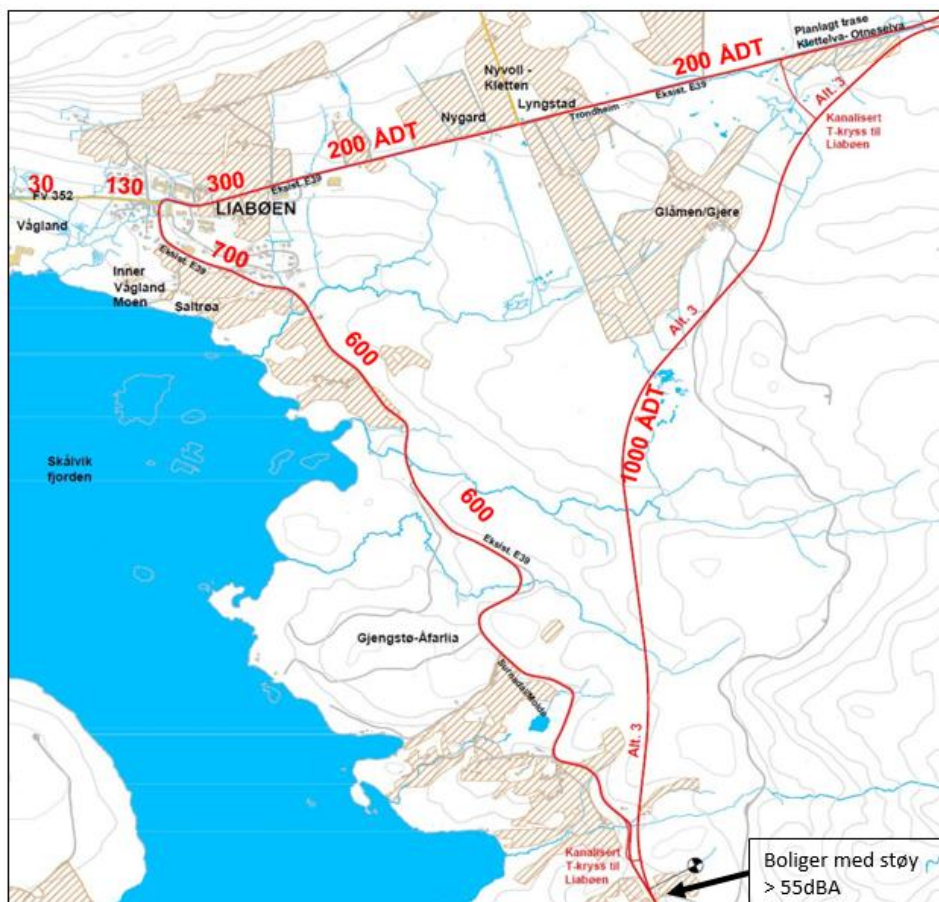 Planlagt trase
Klettelva- Otneselva
200 ÅDT
Alt. 3
Nyvoll -
Kletten
Lyngstad
Eksist. E39
Trondheim
Nygard
Kanalisert
T-kryss til
Liabøen
200 ÅDT
30
130
300
Eksist. E39
FV 352
LIABØEN
Glåmen/Gjere
Vågland
700
Eksist. E39
Inner
Vågland
Moen
Saltrøa
Alt. 3
600
1000 ÅDT
Skålvik
fjorden
600
Eksist. E39
Gjengstø-Åfarlia
Surnadal/Molde
Alt. 3
Kanalisert
T-kryss til
Liabøen
Boliger med støy
> 55dBA